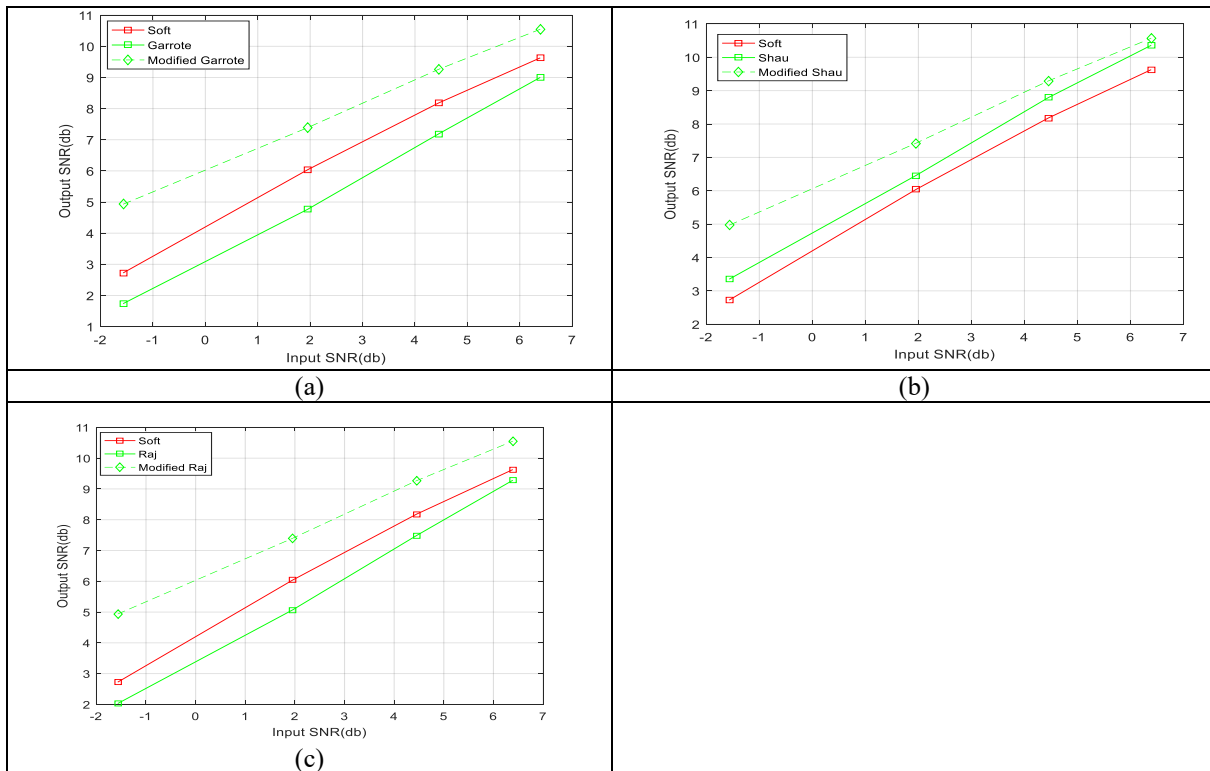 11
10
9
8
7
6
5
4
3
2
1
Output SNR(db)
Soft
Garrote
Modified Garrote
-2 -1 0 1 2 3 4 5 6 7
Input SNR(db)
(a)
11
10
9
8
7
6
5
4
3
2
Output SNR(db)
Soft
Shau
Modified Shau
-2 -1 0 1 2 3 4 5 6 7
Input SNR(db)
(b)
11
10
9
8
7
6
5
4
3
2
Output SNR(db)
Soft
Raj
Modified Raj
-2 -1 0 1 2 3 4 5 6 7
Input SNR(db)
(c)